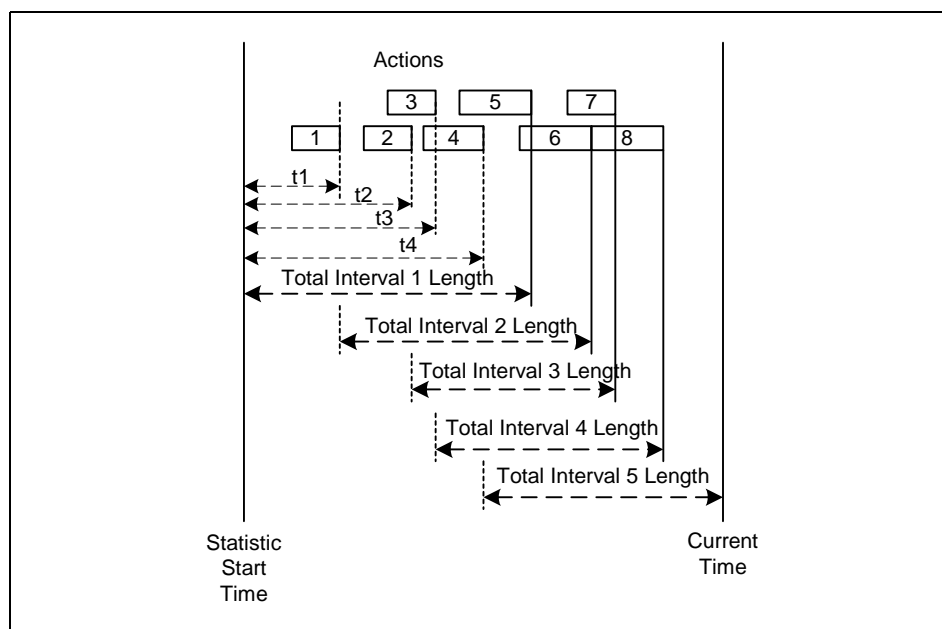 Actions
3 5 7
1 2 4 6 8
t1
t2
t3
t4
Total Interval 1 Length
Total Interval 2 Length
Total Interval 3 Length
Total Interval 4 Length
Total Interval 5 Length
Statistic
Start
Time
Current
Time